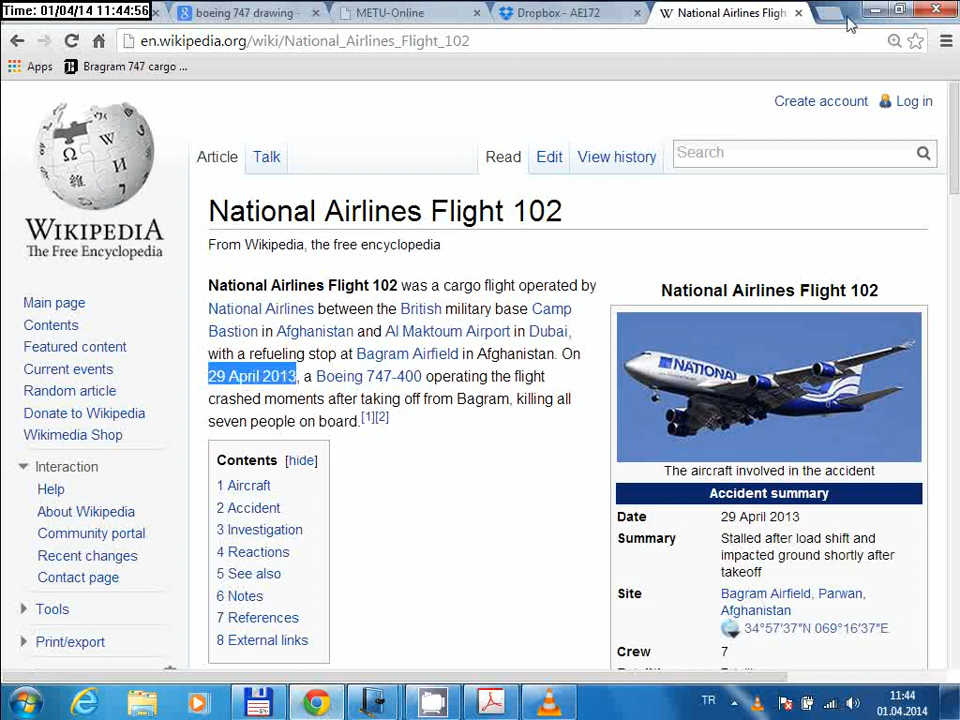 Time: 01/04/14 11:44:56
boeing 747 drawing
METU-Online
Dropbox - AE172
National Airlines Fligh
en.wikipedia.org/wiki/National_Airlines_Flight_102
Apps
Bragram 747 cargo ...
Create account
Log in
Article
Talk
Read
Edit
View history
Search
WIKIPEDIA
The Free Encyclopedia
Main page
Contents
Featured content
Current events
Random article
Donate to Wikipedia
Wikimedia Shop
Interaction
Help
About Wikipedia
Community portal
Recent changes
Contact page
Tools
Print/export
National Airlines Flight 102
From Wikipedia, the free encyclopedia
National Airlines Flight 102 was a cargo flight operated by
National Airlines between the British military base Camp
Bastion in Afghanistan and Al Maktoum Airport in Dubai,
with a refueling stop at Bagram Airfield in Afghanistan. On
29 April 2013, a Boeing 747-400 operating the flight
crashed moments after taking off from Bagram, killing all
seven people on board.[1][2]
Contents [hide]
1 Aircraft
2 Accident
3 Investigation
4 Reactions
5 See also
6 Notes
7 References
8 External links
National Airlines Flight 102
NATIONAL
The aircraft involved in the accident
Accident summary
Date 29 April 2013
Summary Stalled after load shift and
impacted ground shortly after
takeoff
Site Bagram Airfield, Parwan,
Afghanistan
34°57′37″N 069°16′37″E
Crew 7
TR
11:44
01.04.2014